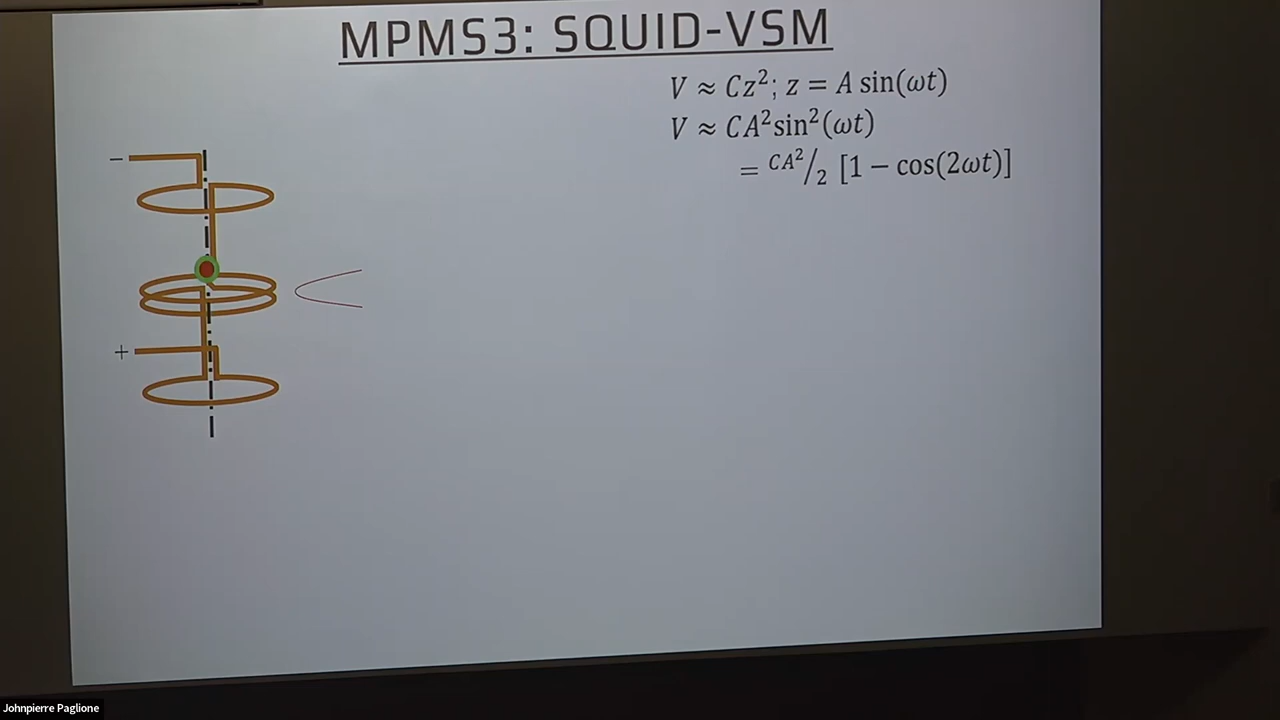 MPMS3: SQUID-VSM
V ≈ Cz²; z = A sin(ωt)
V ≈ CA²sin²(ωt)
= CA²/₂ [1 − cos(2ωt)]
−
+
Johnpierre Paglione